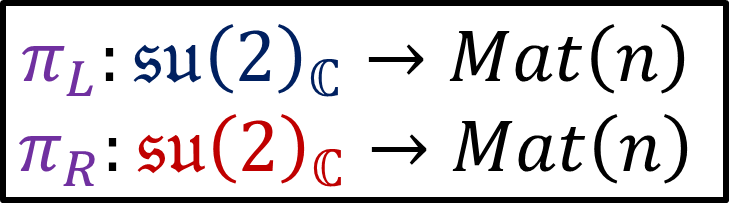 π_L: 𝔰𝔲(2)_ℂ → Mat(n)
π_R: 𝔰𝔲(2)_ℂ → Mat(n)